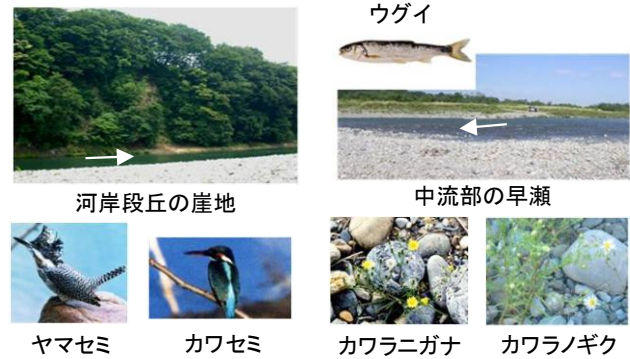 ウグイ
河岸段丘の崖地
中流部の早瀬
ヤマセミ
カワセミ
カワラニガナ
カワラノギク